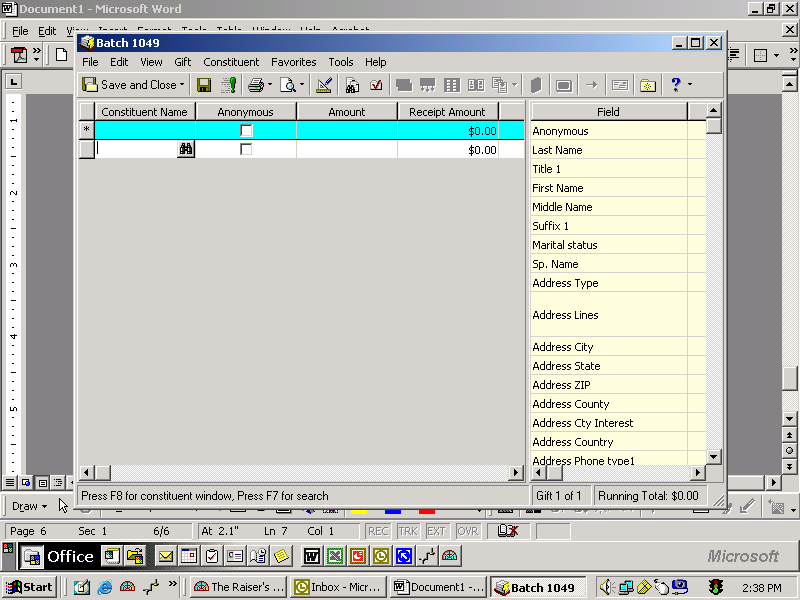 Document1 - Microsoft Word
File Edit
Batch 1049
File Edit View Gift Constituent Favorites Tools Help
Save and Close
Constituent Name Anonymous Amount Receipt Amount Field
* $0.00
$0.00
Anonymous
Last Name
Title 1
First Name
Middle Name
Suffix 1
Marital status
Sp. Name
Address Type
Address Lines
Address City
Address State
Address ZIP
Address County
Address Cty Interest
Address Country
Address Phone type1
Press F8 for constituent window, Press F7 for search Gift 1 of 1 Running Total: $0.00
Draw
Page 6 Sec 1 6/6 At 2.1" Ln 7 Col 1 REC TRK EXT OVR
Office Microsoft
Start The Raiser's ... Inbox - Micr... Document1 -... Batch 1049 2:38 PM